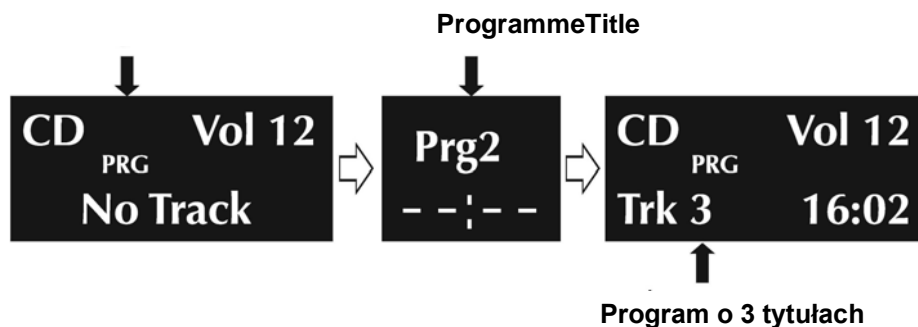 ProgrammeTitle
CD Vol 12
PRG
No Track
Prg2
– –:– –
CD Vol 12
PRG
Trk 3 16:02
Program o 3 tytułach